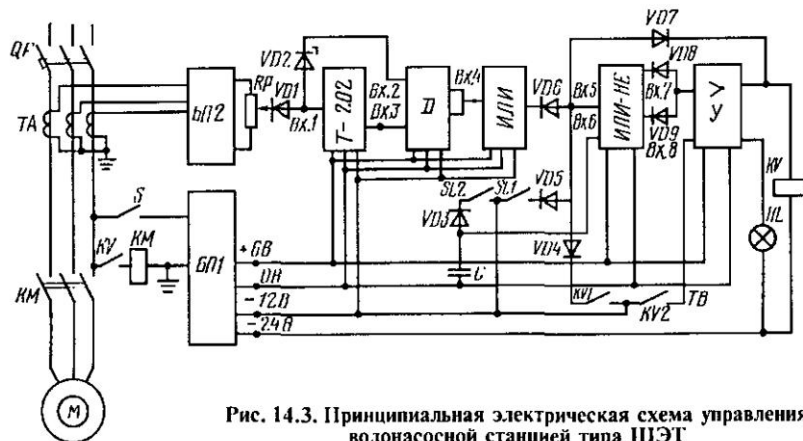 QF
TA
БП2
RP
VD1
VD2
Вх.1
Т-202
Вх.2
Вх.3
D
Вх.4
ИЛИ
VD6
VD7
Вх.5
Вх.6
ИЛИ-НЕ
VD8
Вх.7
VD9
Вх.8
У
KV
HL
S
KV
KM
KM
БП1
+6В
0В
-12В
-24В
SL2
SL1
VD5
VD3
C
VD4
KV1
KV2
ТВ
М
Рис. 14.3. Принципиальная электрическая схема управления
водонасосной станцией типа ШЭТ